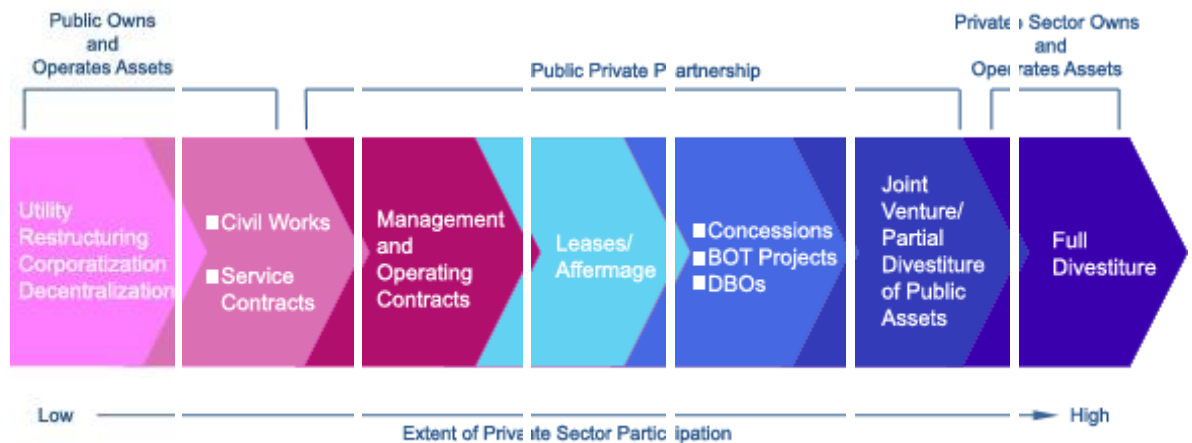 Public Owns
and
Operates Assets
Public Private Partnership
Private Sector Owns
and
Operates Assets
Utility
Restructuring
Corporatization
Decentralization
Civil Works
Service
Contracts
Management
and
Operating
Contracts
Leases/
Affermage
Concessions
BOT Projects
DBOs
Joint
Venture/
Partial
Divestiture
of Public
Assets
Full
Divestiture
Low
High
Extent of Private Sector Participation